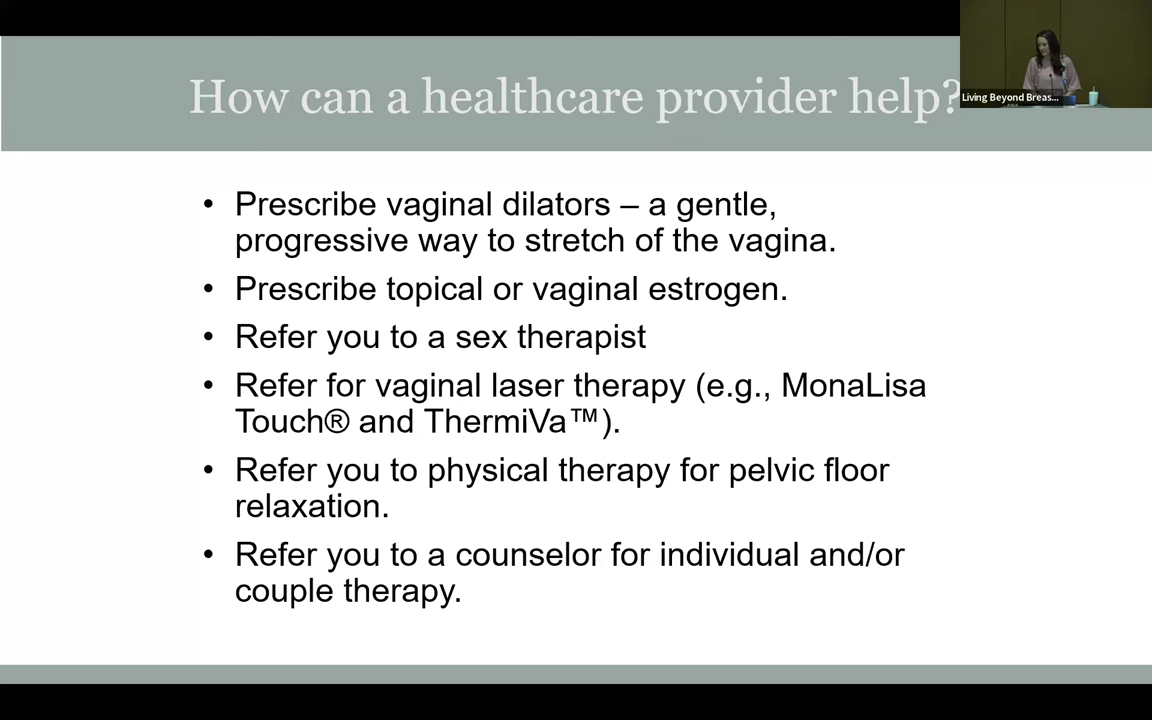 How can a healthcare provider help?
Living Beyond Breas...
• Prescribe vaginal dilators – a gentle,
progressive way to stretch of the vagina.
• Prescribe topical or vaginal estrogen.
• Refer you to a sex therapist
• Refer for vaginal laser therapy (e.g., MonaLisa
Touch® and ThermiVa™).
• Refer you to physical therapy for pelvic floor
relaxation.
• Refer you to a counselor for individual and/or
couple therapy.